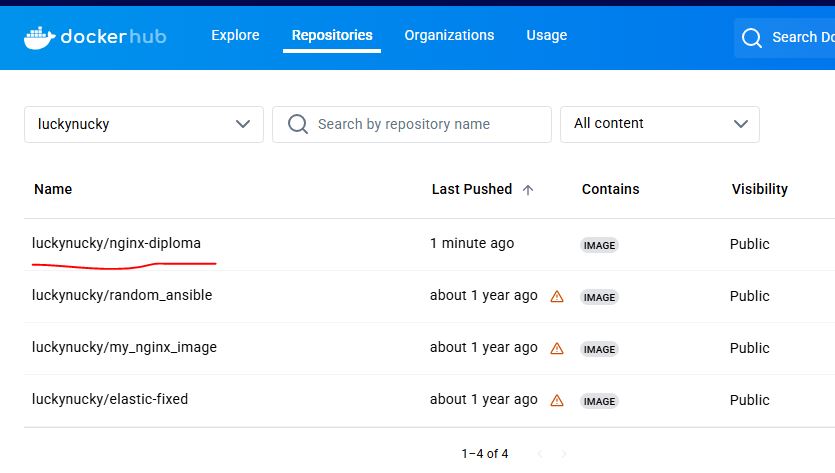 dockerhub Explore Repositories Organizations Usage Search Do
luckynucky Search by repository name All content
Name Last Pushed Contains Visibility
luckynucky/nginx-diploma 1 minute ago IMAGE Public
luckynucky/random_ansible about 1 year ago IMAGE Public
luckynucky/my_nginx_image about 1 year ago IMAGE Public
luckynucky/elastic-fixed about 1 year ago IMAGE Public
1–4 of 4